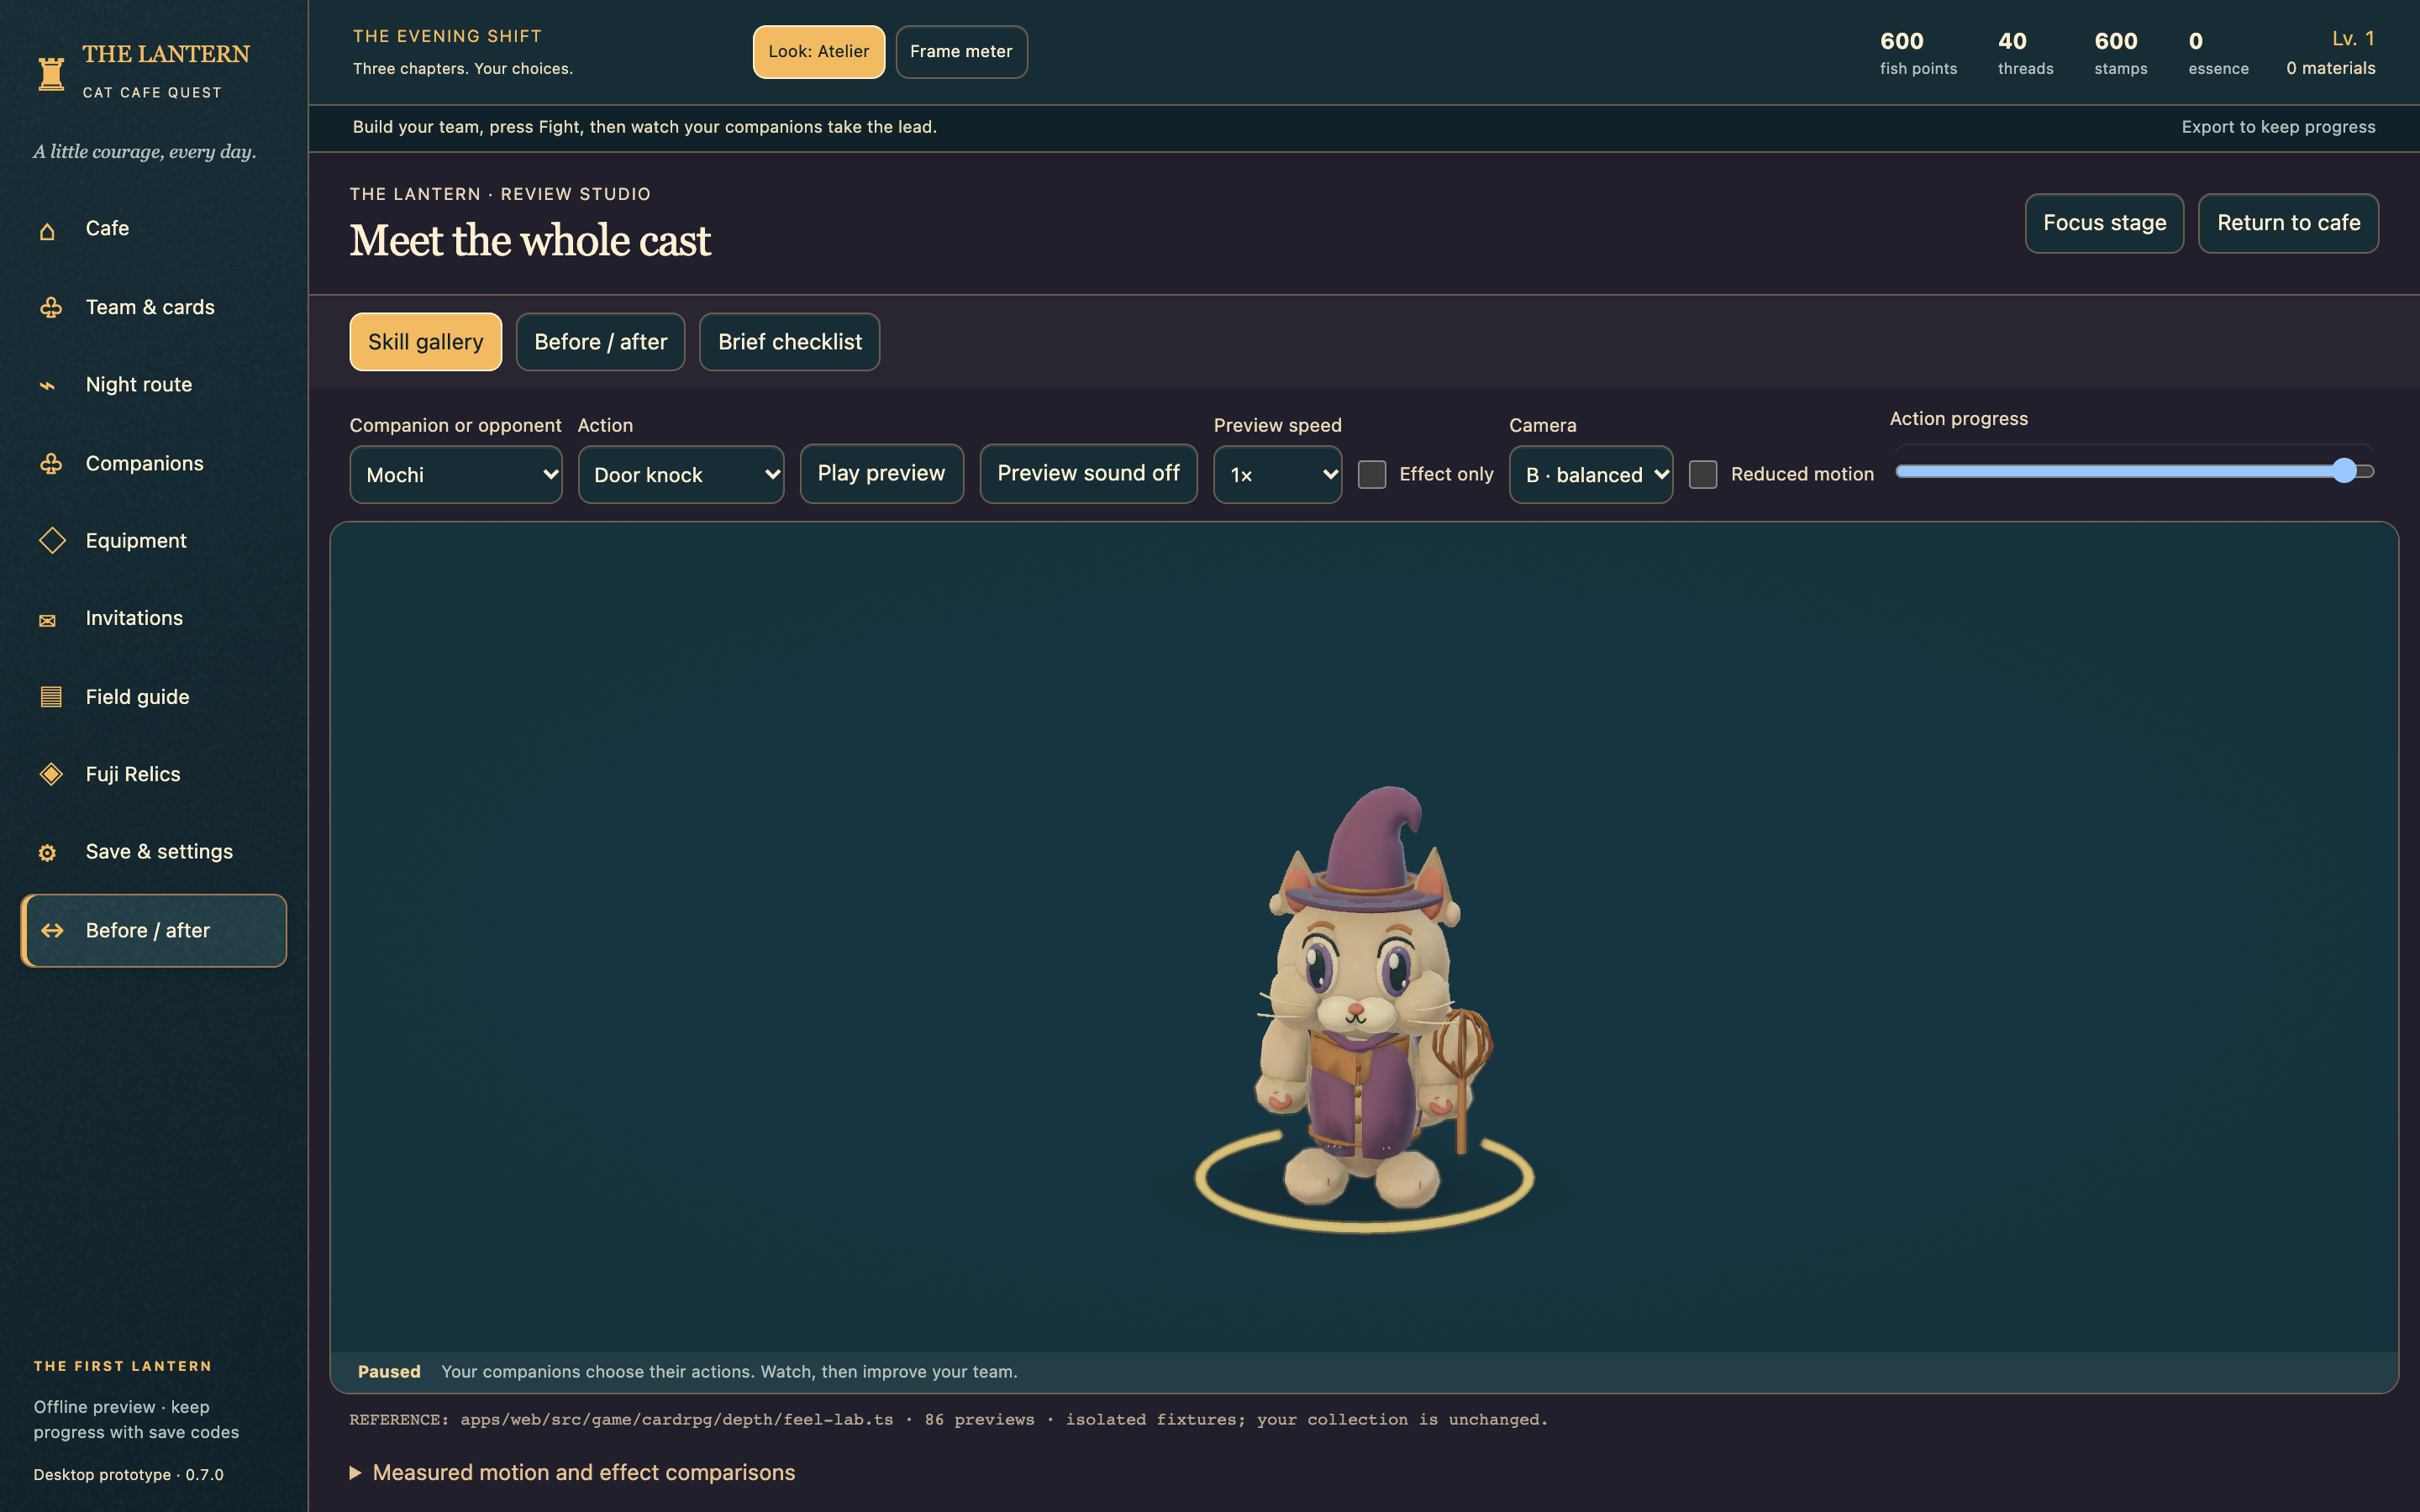 THE LANTERN
CAT CAFE QUEST
A little courage, every day.
Cafe
Team & cards
Night route
Companions
Equipment
Invitations
Field guide
Fuji Relics
Save & settings
Before / after
THE FIRST LANTERN
Offline preview · keep
progress with save codes
Desktop prototype · 0.7.0
THE EVENING SHIFT
Three chapters. Your choices.
Look: Atelier
Frame meter
600
fish points
40
threads
600
stamps
0
essence
Lv. 1
0 materials
Build your team, press Fight, then watch your companions take the lead.
Export to keep progress
THE LANTERN · REVIEW STUDIO
Meet the whole cast
Focus stage
Return to cafe
Skill gallery
Before / after
Brief checklist
Companion or opponent
Mochi
Action
Door knock
Play preview
Preview sound off
Preview speed
1×
Effect only
Camera
B · balanced
Reduced motion
Action progress
Paused Your companions choose their actions. Watch, then improve your team.
REFERENCE: apps/web/src/game/cardrpg/depth/feel-lab.ts · 86 previews · isolated fixtures; your collection is unchanged.
Measured motion and effect comparisons